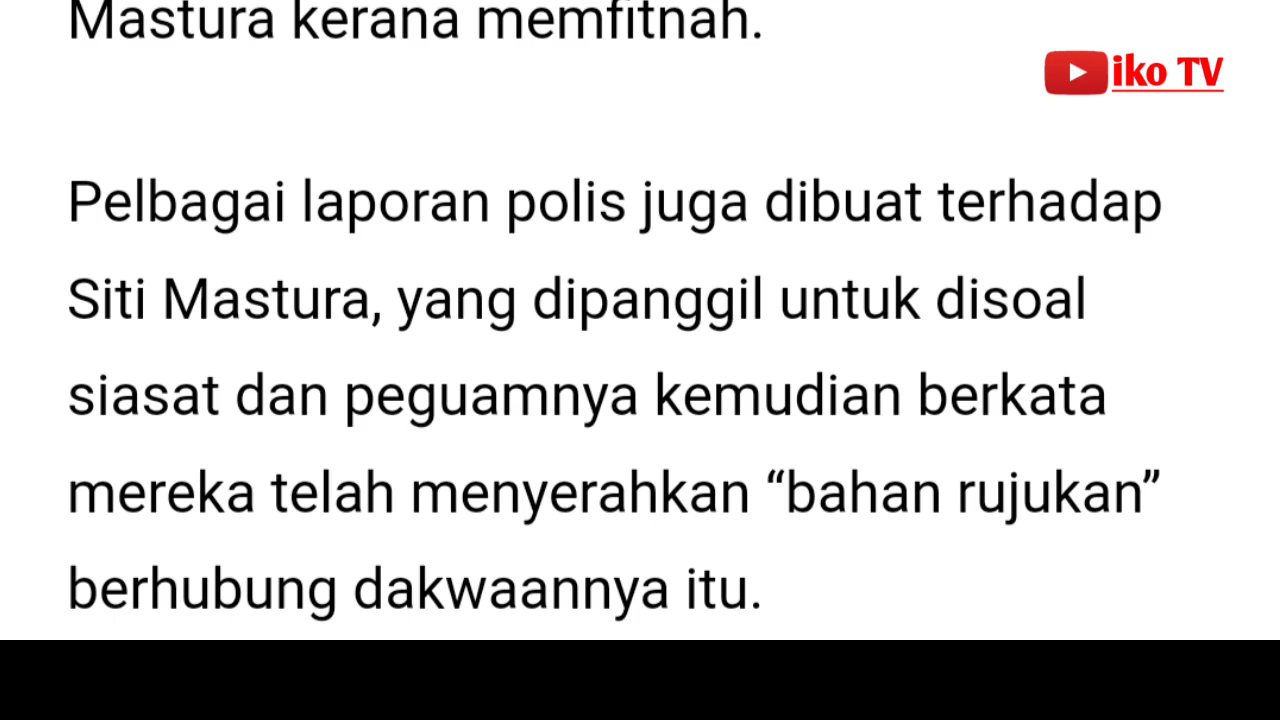 Mastura kerana memfitnah.
iko TV
Pelbagai laporan polis juga dibuat terhadap
Siti Mastura, yang dipanggil untuk disoal
siasat dan peguamnya kemudian berkata
mereka telah menyerahkan “bahan rujukan”
berhubung dakwaannya itu.